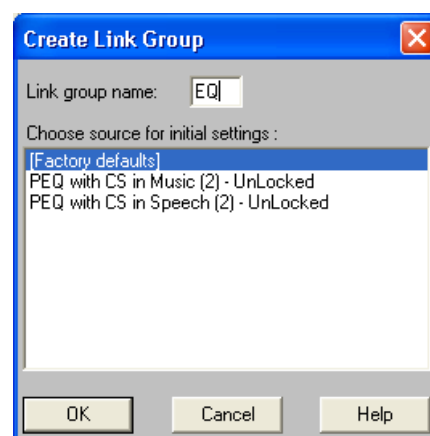 Create Link Group
Link group name: EQ
Choose source for initial settings :
[Factory defaults]
PEQ with CS in Music (2) - UnLocked
PEQ with CS in Speech (2) - UnLocked
OK Cancel Help